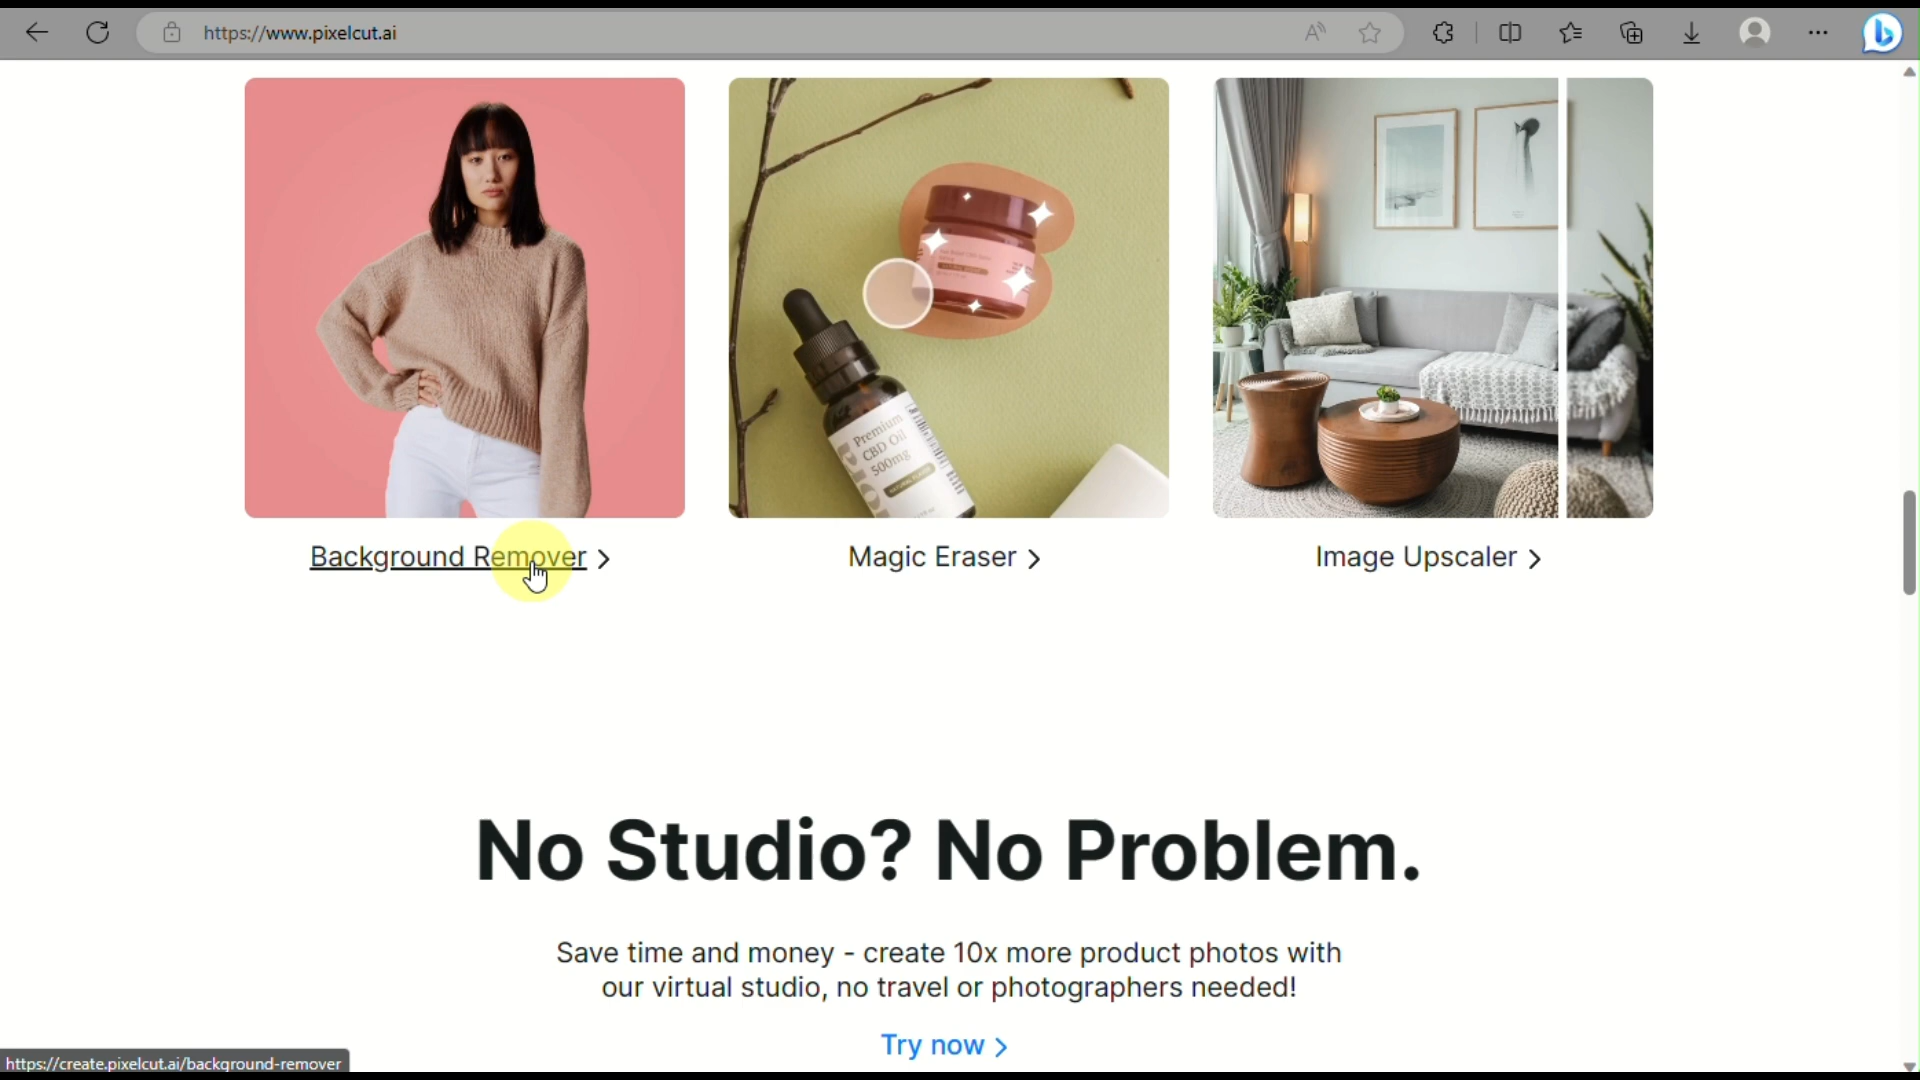 https://www.pixelcut.ai
Premium
CBD Oil
500mg
Background Remover >
Magic Eraser >
Image Upscaler >
No Studio? No Problem.
Save time and money - create 10x more product photos with
our virtual studio, no travel or photographers needed!
Try now >
https://create.pixelcut.ai/background-remover